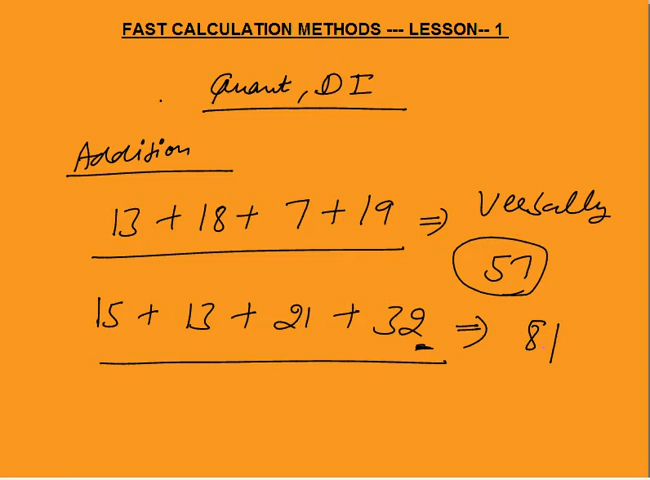 FAST CALCULATION METHODS --- LESSON-- 1
Quant, DI
Addition
13 + 18 + 7 + 19 ⇒ Verbally
57
15 + 13 + 21 + 32 ⇒ 81